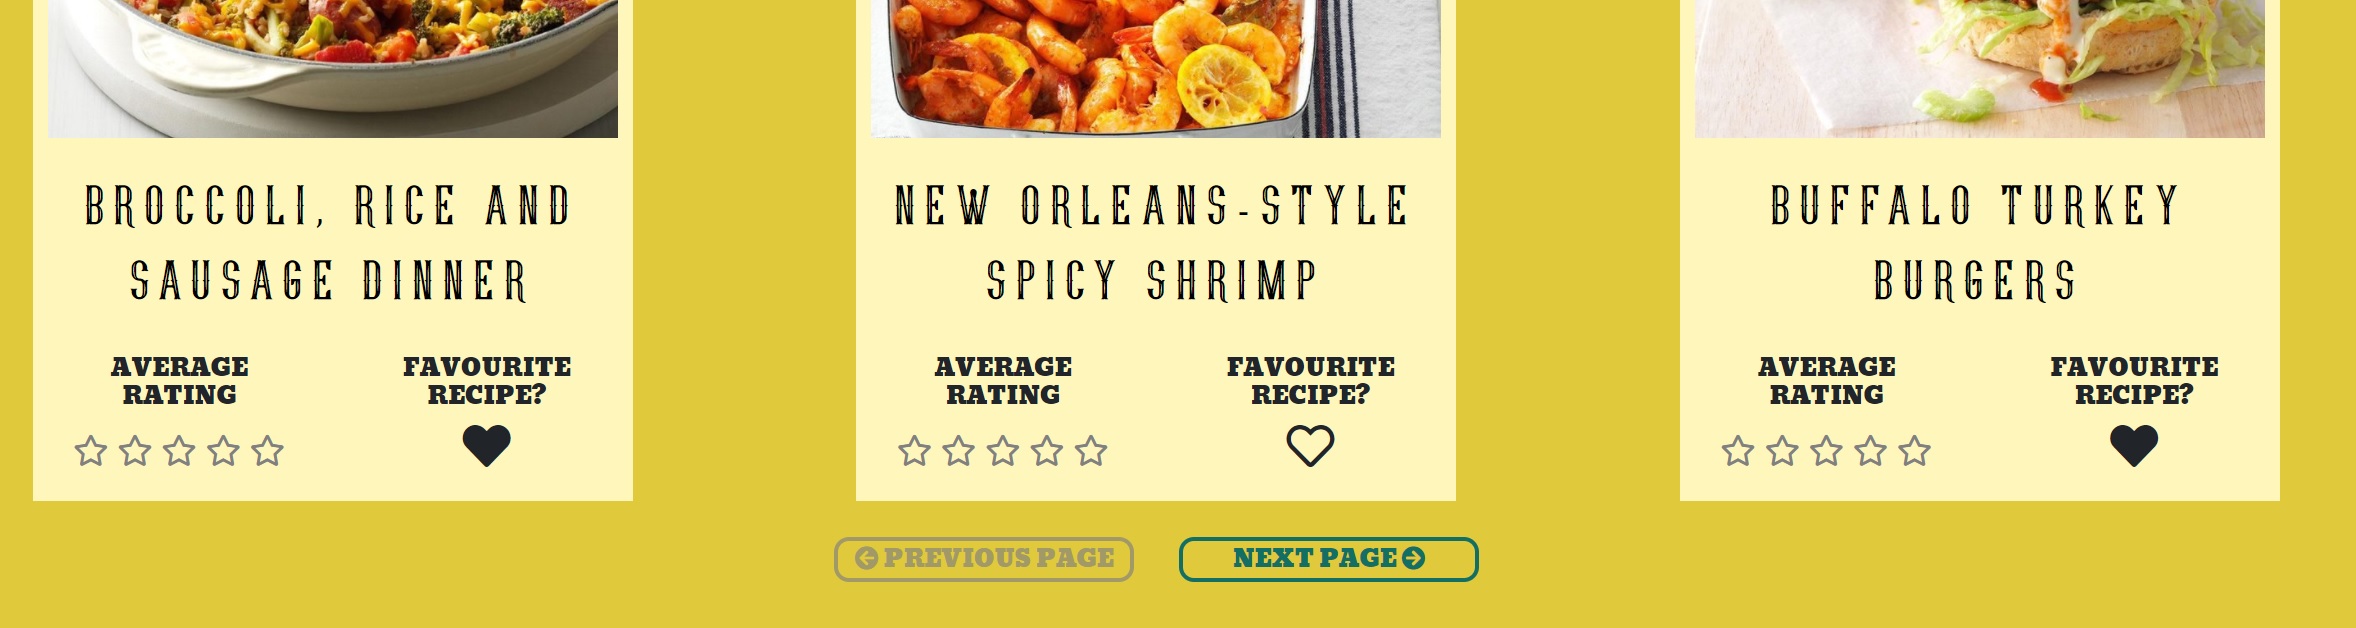 BROCCOLI, RICE AND
SAUSAGE DINNER
AVERAGE
RATING
FAVOURITE
RECIPE?
NEW ORLEANS-STYLE
SPICY SHRIMP
AVERAGE
RATING
FAVOURITE
RECIPE?
BUFFALO TURKEY
BURGERS
AVERAGE
RATING
FAVOURITE
RECIPE?
PREVIOUS PAGE
NEXT PAGE